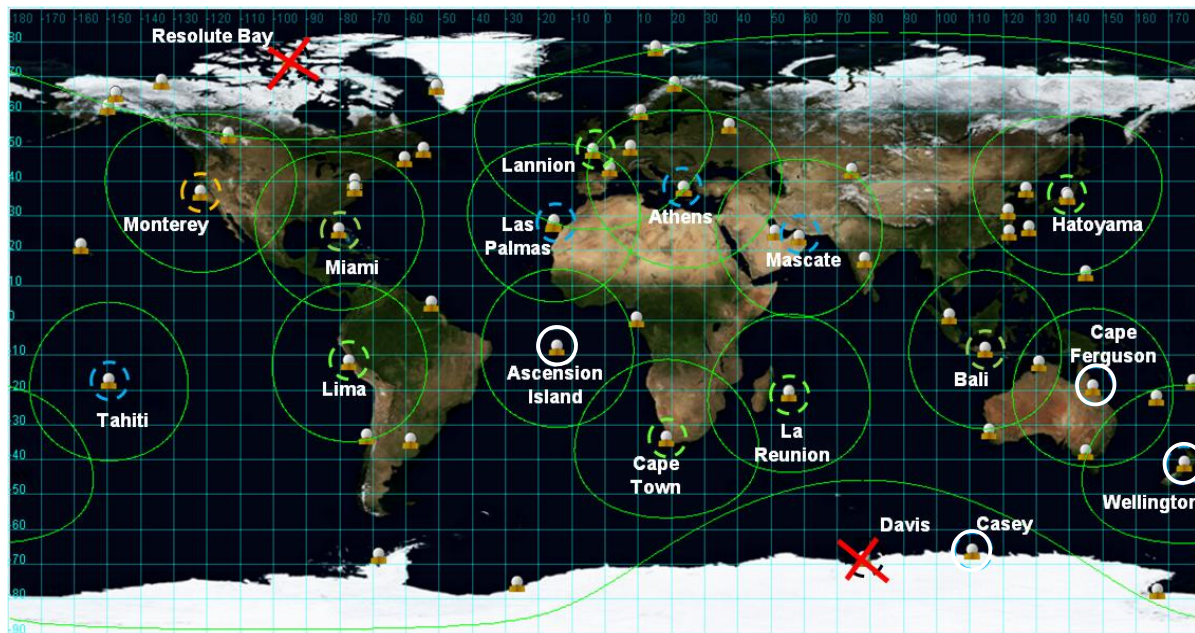 180 -170 -160 -150 -140 -130 -120 -110 -100 -90 -80 -70 -60 -50 -40 -30 -20 -10 0 10 20 30 40 50 60 70 80 90 100 110 120 130 140 150 160 170
80
70
60
50
40
30
20
10
-0
-10
-20
-30
-40
-50
-60
-70
-80
-90
Resolute Bay
Lannion
Monterey
Miami
Las
Palmas
Athens
Mascate
Hatoyama
Tahiti
Lima
Ascension
Island
Cape
Town
La
Reunion
Bali
Cape
Ferguson
Wellington
Davis
Casey